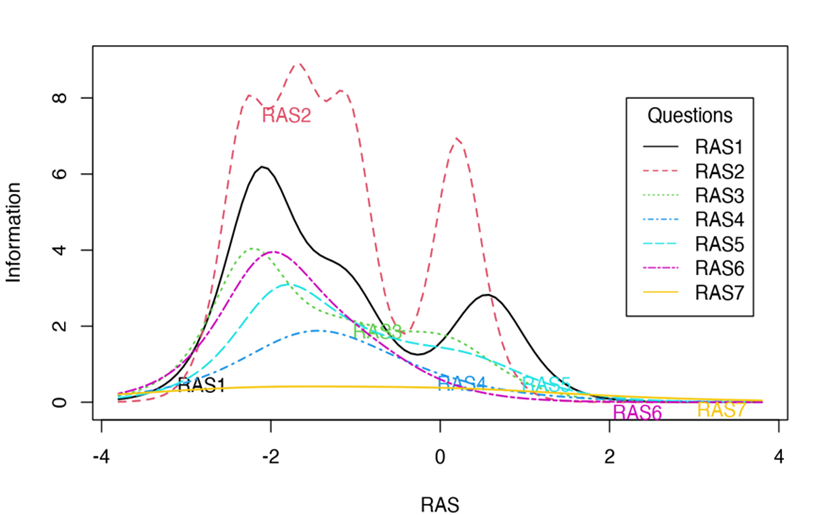 Questions
RAS1
RAS2
RAS3
RAS4
RAS5
RAS6
RAS7
RAS2
RAS3
RAS1
RAS4
RAS5
RAS6
RAS7
8
6
4
2
0
Information
-4
-2
0
2
4
RAS